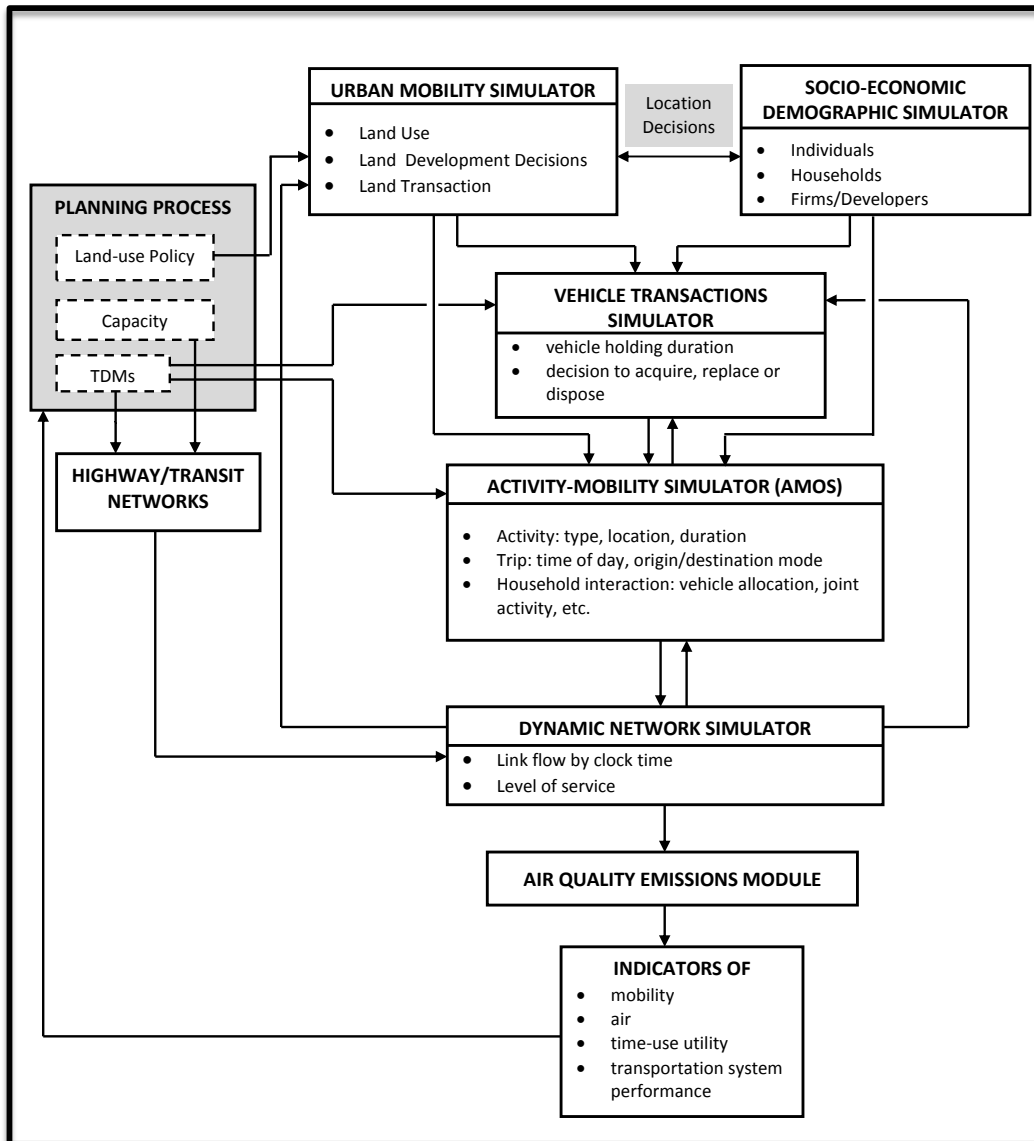 URBAN MOBILITY SIMULATOR
• Land Use
• Land Development Decisions
• Land Transaction
Location
Decisions
SOCIO-ECONOMIC
DEMOGRAPHIC SIMULATOR
• Individuals
• Households
• Firms/Developers
PLANNING PROCESS
Land-use Policy
Capacity
TDMs
VEHICLE TRANSACTIONS
SIMULATOR
• vehicle holding duration
• decision to acquire, replace or
dispose
HIGHWAY/TRANSIT
NETWORKS
ACTIVITY-MOBILITY SIMULATOR (AMOS)
• Activity: type, location, duration
• Trip: time of day, origin/destination mode
• Household interaction: vehicle allocation, joint
activity, etc.
DYNAMIC NETWORK SIMULATOR
• Link flow by clock time
• Level of service
AIR QUALITY EMISSIONS MODULE
INDICATORS OF
• mobility
• air
• time-use utility
• transportation system
performance